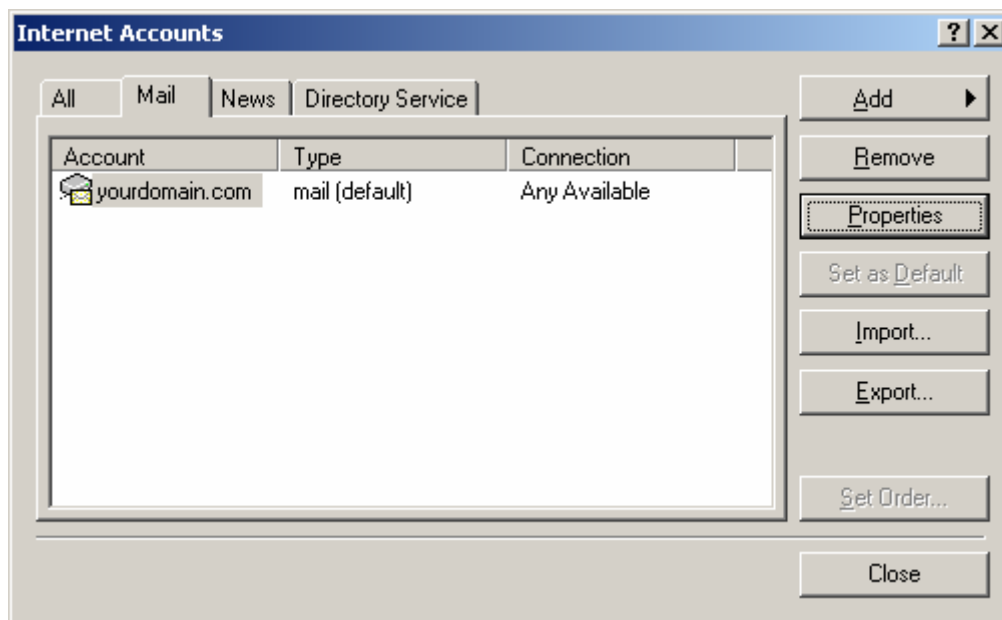 Internet Accounts
All Mail News Directory Service
Account Type Connection
yourdomain.com mail (default) Any Available
Add
Remove
Properties
Set as Default
Import...
Export...
Set Order...
Close